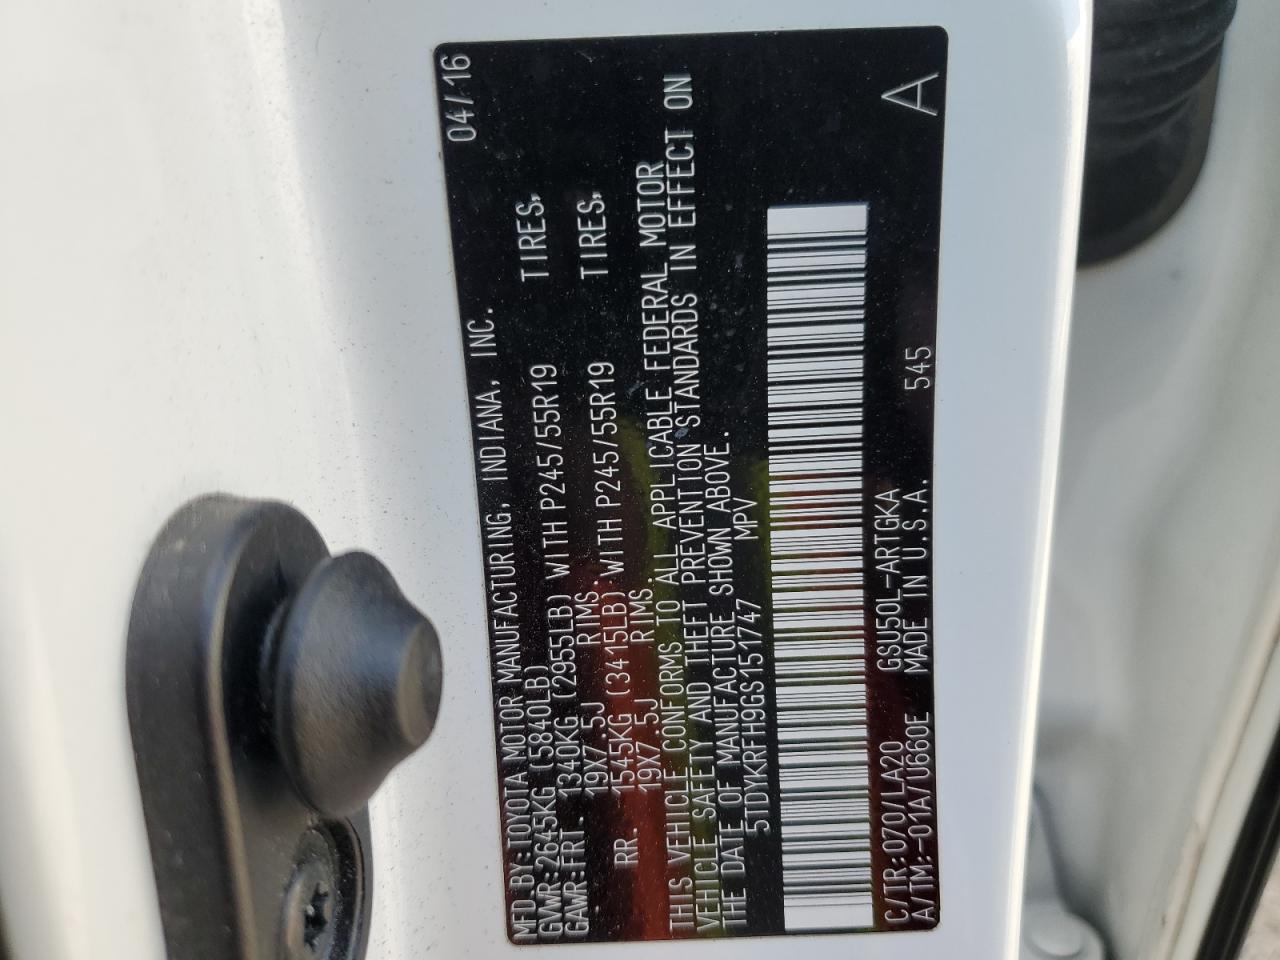 MFD BY:TOYOTA MOTOR MANUFACTURING, INDIANA, INC. 04/16
GVWR:2645KG (5840LB)
GAWR:FRT. 1340KG (2955LB) WITH P245/55R19 TIRES,
19X7.5J RIMS.
RR. 1545KG (3415LB) WITH P245/55R19 TIRES,
19X7.5J RIMS.
THIS VEHICLE CONFORMS TO ALL APPLICABLE FEDERAL MOTOR
VEHICLE SAFETY AND THEFT PREVENTION STANDARDS IN EFFECT ON
THE DATE OF MANUFACTURE SHOWN ABOVE.
5TDYKRFH9GS151747 MPV
C/TR:070/LA20 GSU50L-ARTGKA
A/TM:-01A/U660E MADE IN U.S.A. 545 A